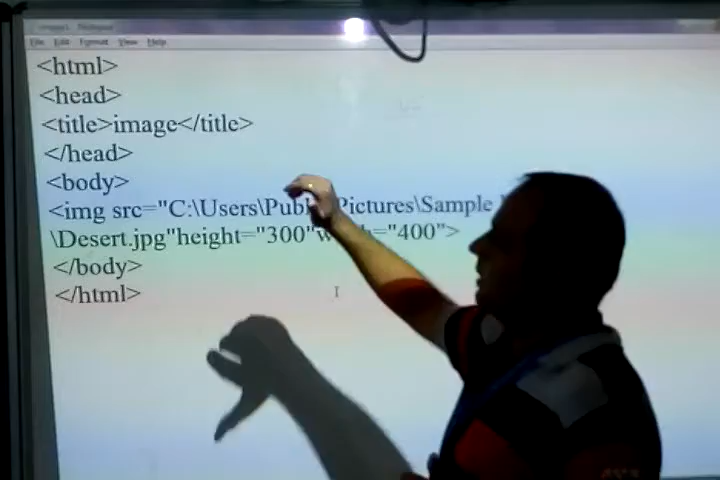 File Edit Format View Help
<html>
<head>
<title>image</title>
</head>
<body>
<img src="C:\Users\Publi Pictures\Sample
\Desert.jpg"height="300"w h="400">
</body>
</html>